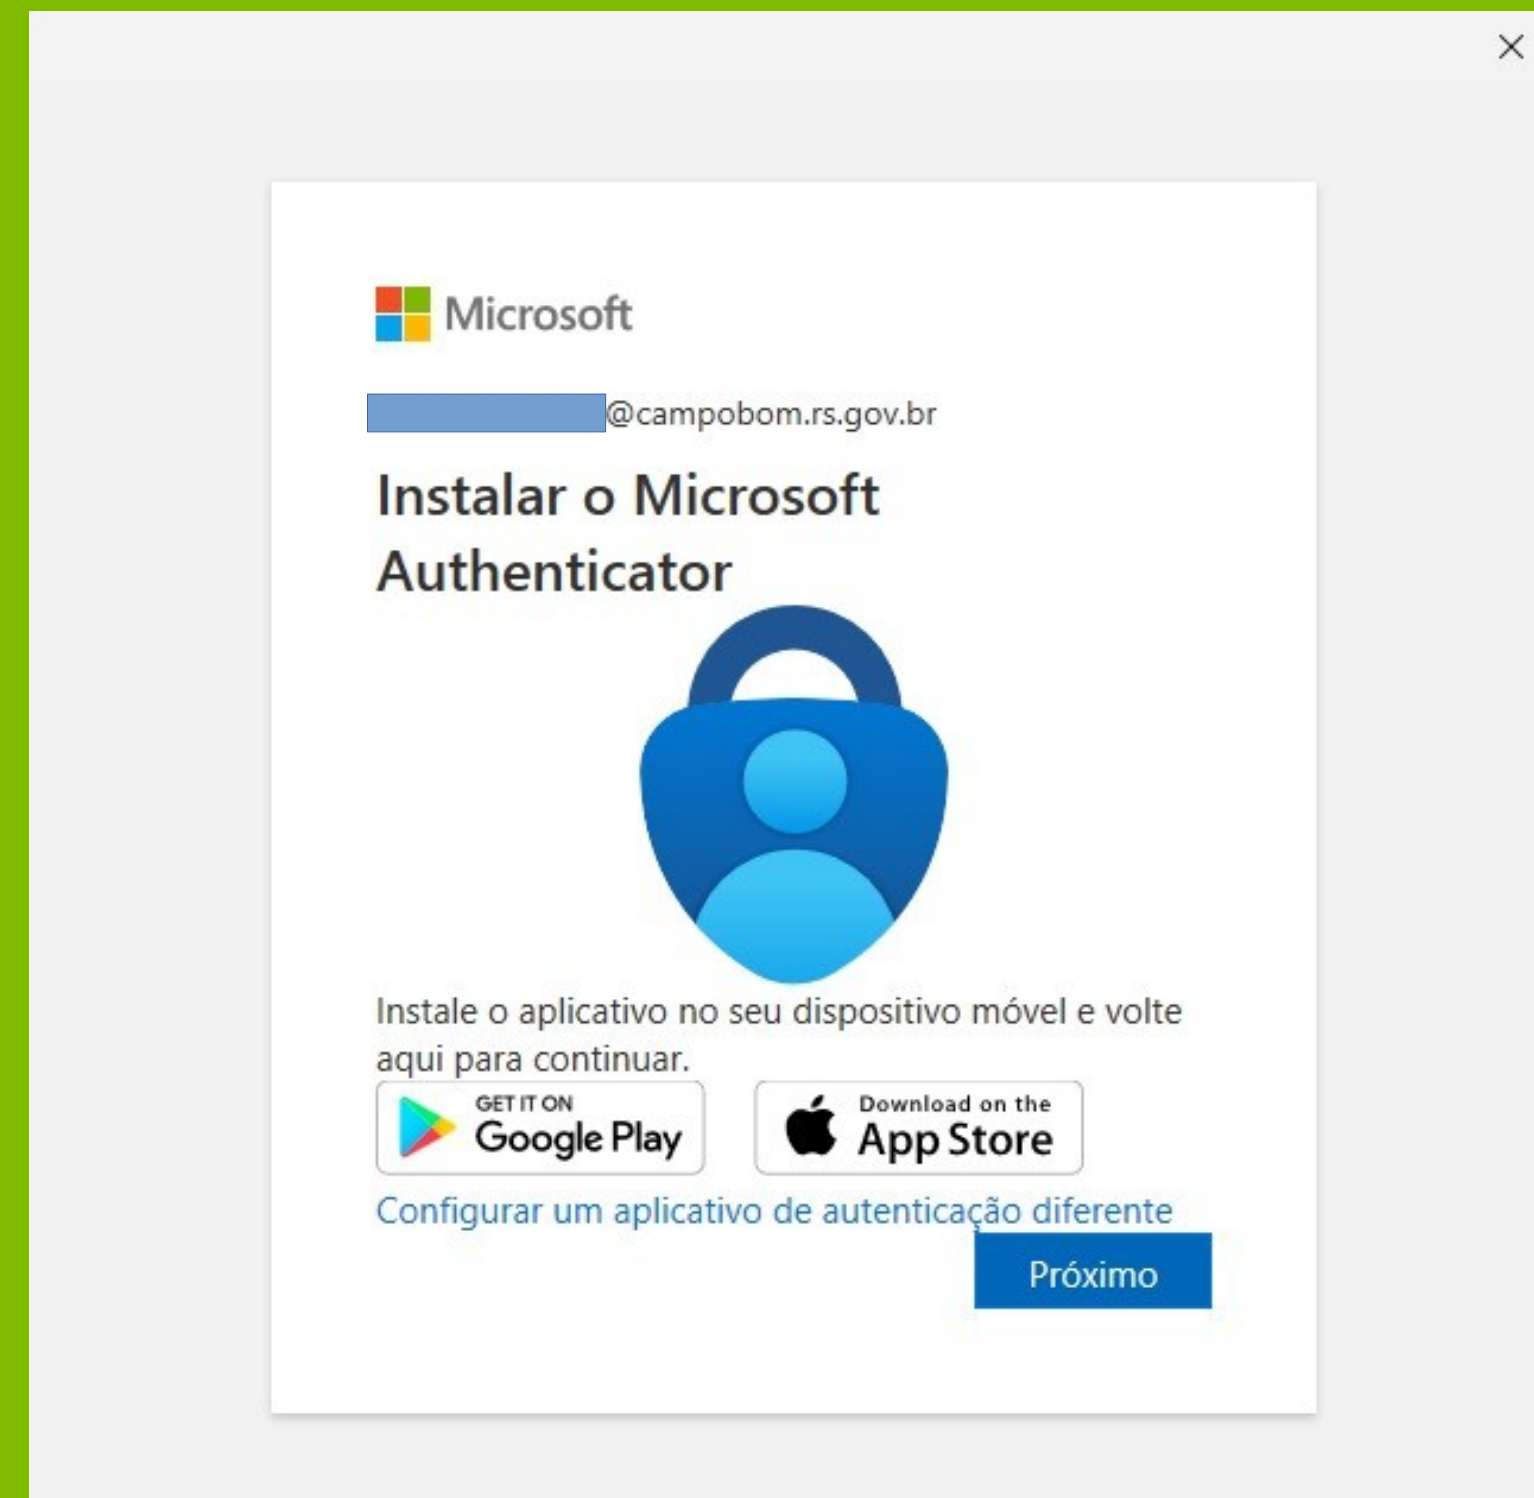 Microsoft
@campobom.rs.gov.br
Instalar o Microsoft
Authenticator
Instale o aplicativo no seu dispositivo móvel e volte
aqui para continuar.
GET IT ON
Google Play
Download on the
App Store
Configurar um aplicativo de autenticação diferente
Próximo